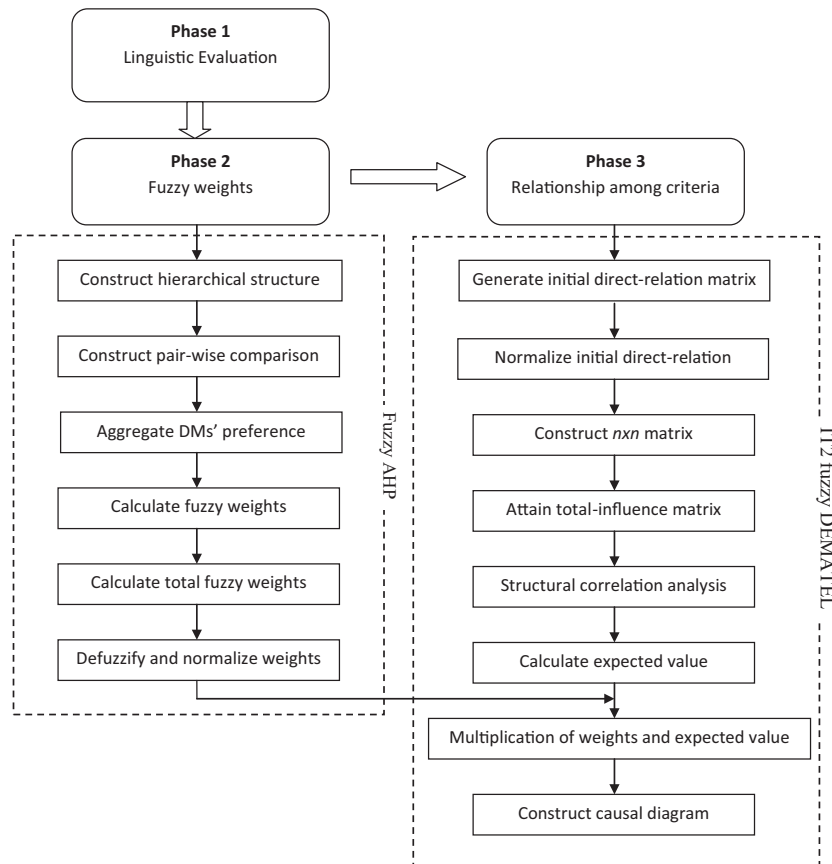 Phase 1
Linguistic Evaluation
Phase 2
Fuzzy weights
Construct hierarchical structure
Construct pair-wise comparison
Aggregate DMs’ preference
Calculate fuzzy weights
Calculate total fuzzy weights
Defuzzify and normalize weights
Fuzzy AHP
Phase 3
Relationship among criteria
Generate initial direct-relation matrix
Normalize initial direct-relation
Construct nxn matrix
Attain total-influence matrix
Structural correlation analysis
Calculate expected value
Multiplication of weights and expected value
Construct causal diagram
IT2 fuzzy DEMATEL